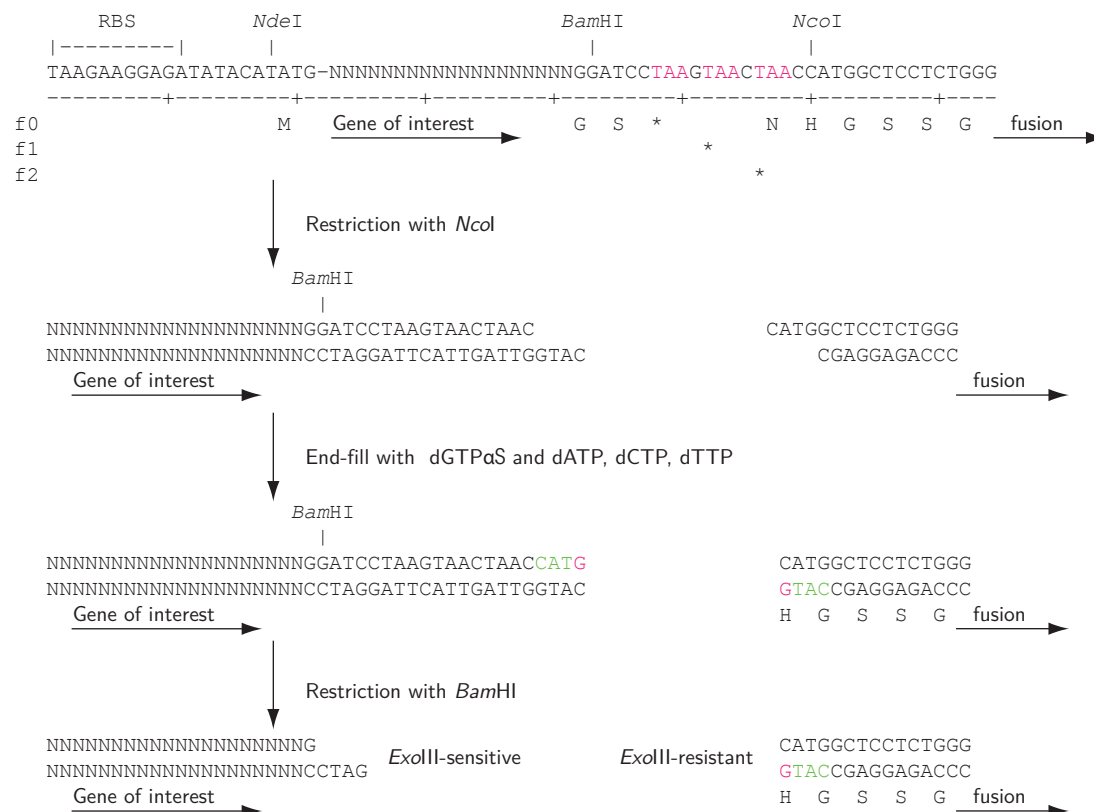 RBS NdeI BamHI NcoI
|---------| | | |
TAAGAAGGAGATATACATATG-NNNNNNNNNNNNNNNNNNNGGATCCTAAGTAACTAACCATGGCTCCTCTGGG
---------+---------+---------+---------+---------+---------+---------+----
f0 M Gene of interest G S * N H G S S G fusion
f1 *
f2 *
Restriction with NcoI
BamHI
|
NNNNNNNNNNNNNNNNNNNNGGATCCTAAGTAACTAAC CATGGCTCCTCTGGG
NNNNNNNNNNNNNNNNNNNNCCTAGGATTCATTGATTGGTAC CGAGGAGACCC
Gene of interest fusion
End-fill with dGTPαS and dATP, dCTP, dTTP
BamHI
|
NNNNNNNNNNNNNNNNNNNNGGATCCTAAGTAACTAACCATG CATGGCTCCTCTGGG
NNNNNNNNNNNNNNNNNNNNCCTAGGATTCATTGATTGGTAC GTACCGAGGAGACCC
Gene of interest H G S S G fusion
Restriction with BamHI
NNNNNNNNNNNNNNNNNNNNG ExoIII-sensitive ExoIII-resistant CATGGCTCCTCTGGG
NNNNNNNNNNNNNNNNNNNNCCTAG GTACCGAGGAGACCC
Gene of interest H G S S G fusion